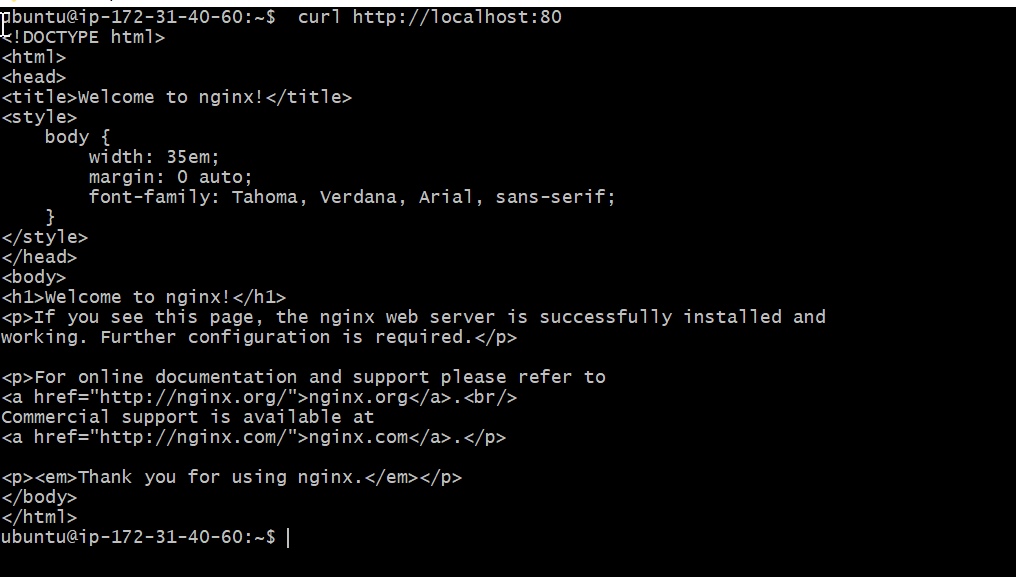 ubuntu@ip-172-31-40-60:~$  curl http://localhost:80
<!DOCTYPE html>
<html>
<head>
<title>Welcome to nginx!</title>
<style>
    body {
        width: 35em;
        margin: 0 auto;
        font-family: Tahoma, Verdana, Arial, sans-serif;
    }
</style>
</head>
<body>
<h1>Welcome to nginx!</h1>
<p>If you see this page, the nginx web server is successfully installed and
working. Further configuration is required.</p>

<p>For online documentation and support please refer to
<a href="http://nginx.org/">nginx.org</a>.<br/>
Commercial support is available at
<a href="http://nginx.com/">nginx.com</a>.</p>

<p><em>Thank you for using nginx.</em></p>
</body>
</html>
ubuntu@ip-172-31-40-60:~$